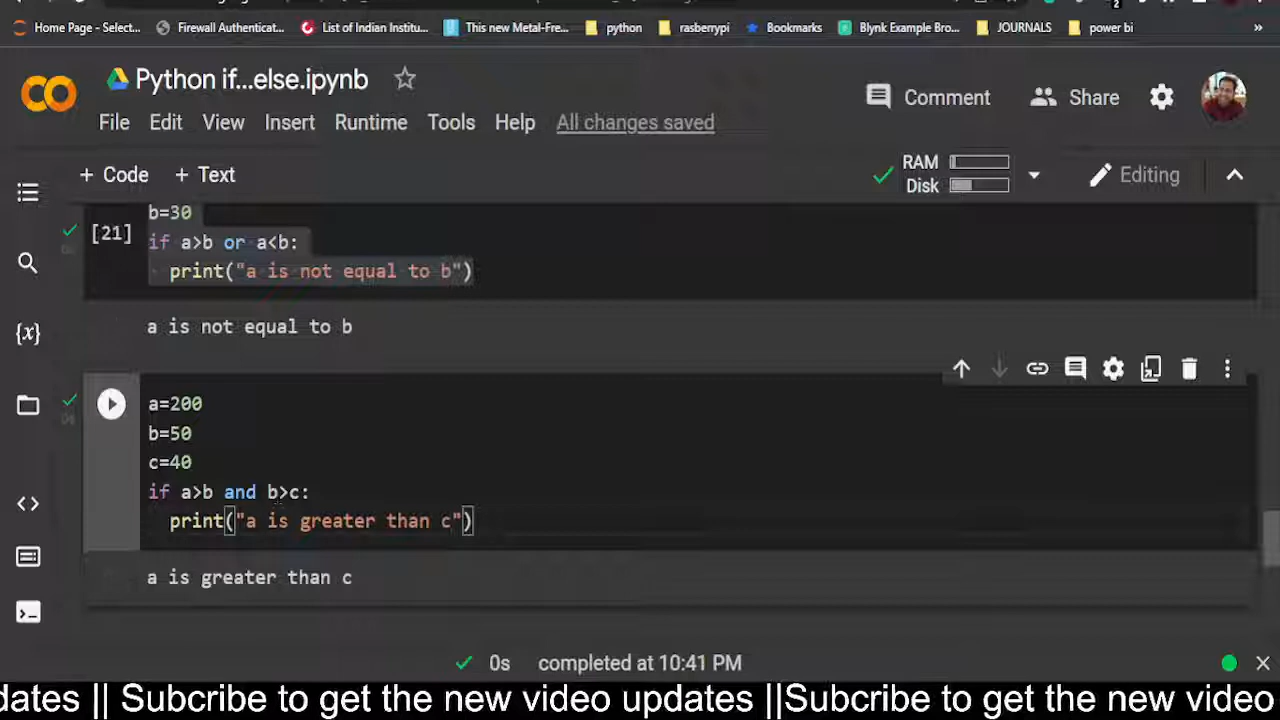 Home Page - Select...
Firewall Authenticat...
List of Indian Institu...
This new Metal-Fre...
python
rasberrypi
Bookmarks
Blynk Example Bro...
JOURNALS
power bi
»
Python if...else.ipynb
Comment
Share
File Edit View Insert Runtime Tools Help All changes saved
+ Code + Text
RAM
Disk
Editing
b=30
[21] if a>b or a<b:
print("a is not equal to b")
a is not equal to b
{x}
a=200
b=50
c=40
if a>b and b>c:
print("a is greater than c")
a is greater than c
0s completed at 10:41 PM
dates || Subcribe to get the new video updates ||Subcribe to get the new video